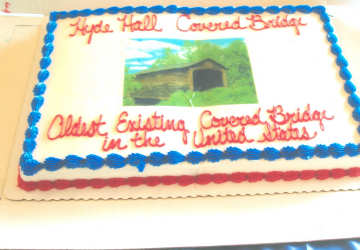 Hyde Hall Covered Bridge
Oldest Existing Covered Bridge
in the United States